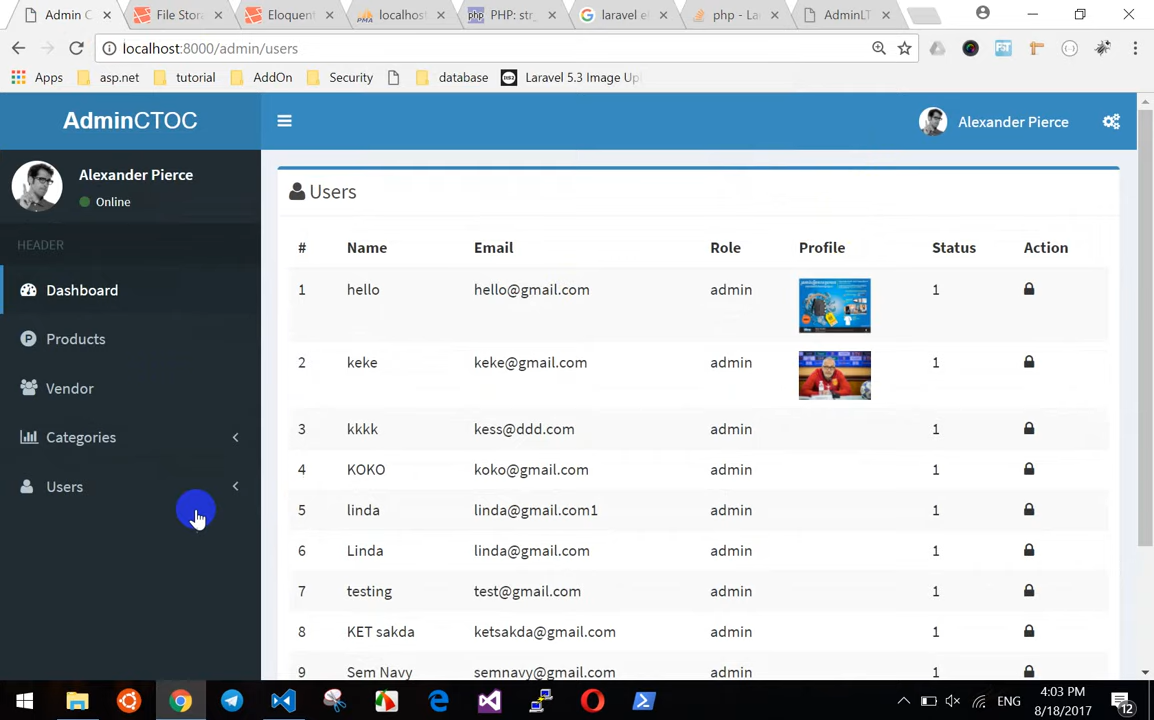 Admin C
File Stora
Eloquent
localhos
PHP: str_
laravel el
php - La
AdminLT
localhost:8000/admin/users
Apps
asp.net
tutorial
AddOn
Security
database
Laravel 5.3 Image Upl
AdminCTOC
Alexander Pierce
Alexander Pierce
Online
HEADER
Dashboard
Products
Vendor
Categories
Users
Users
# Name Email Role Profile Status Action
1 hello hello@gmail.com admin 1
2 keke keke@gmail.com admin 1
3 kkkk kess@ddd.com admin 1
4 KOKO koko@gmail.com admin 1
5 linda linda@gmail.com1 admin 1
6 Linda linda@gmail.com admin 1
7 testing test@gmail.com admin 1
8 KET sakda ketsakda@gmail.com admin 1
9 Sem Navy semnavy@gmail.com admin 1
ENG
4:03 PM
8/18/2017
12